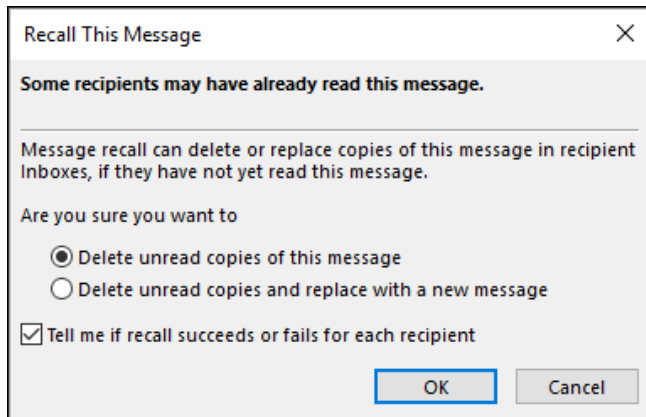 Recall This Message
Some recipients may have already read this message.
Message recall can delete or replace copies of this message in recipient
Inboxes, if they have not yet read this message.
Are you sure you want to
Delete unread copies of this message
Delete unread copies and replace with a new message
Tell me if recall succeeds or fails for each recipient
OK
Cancel